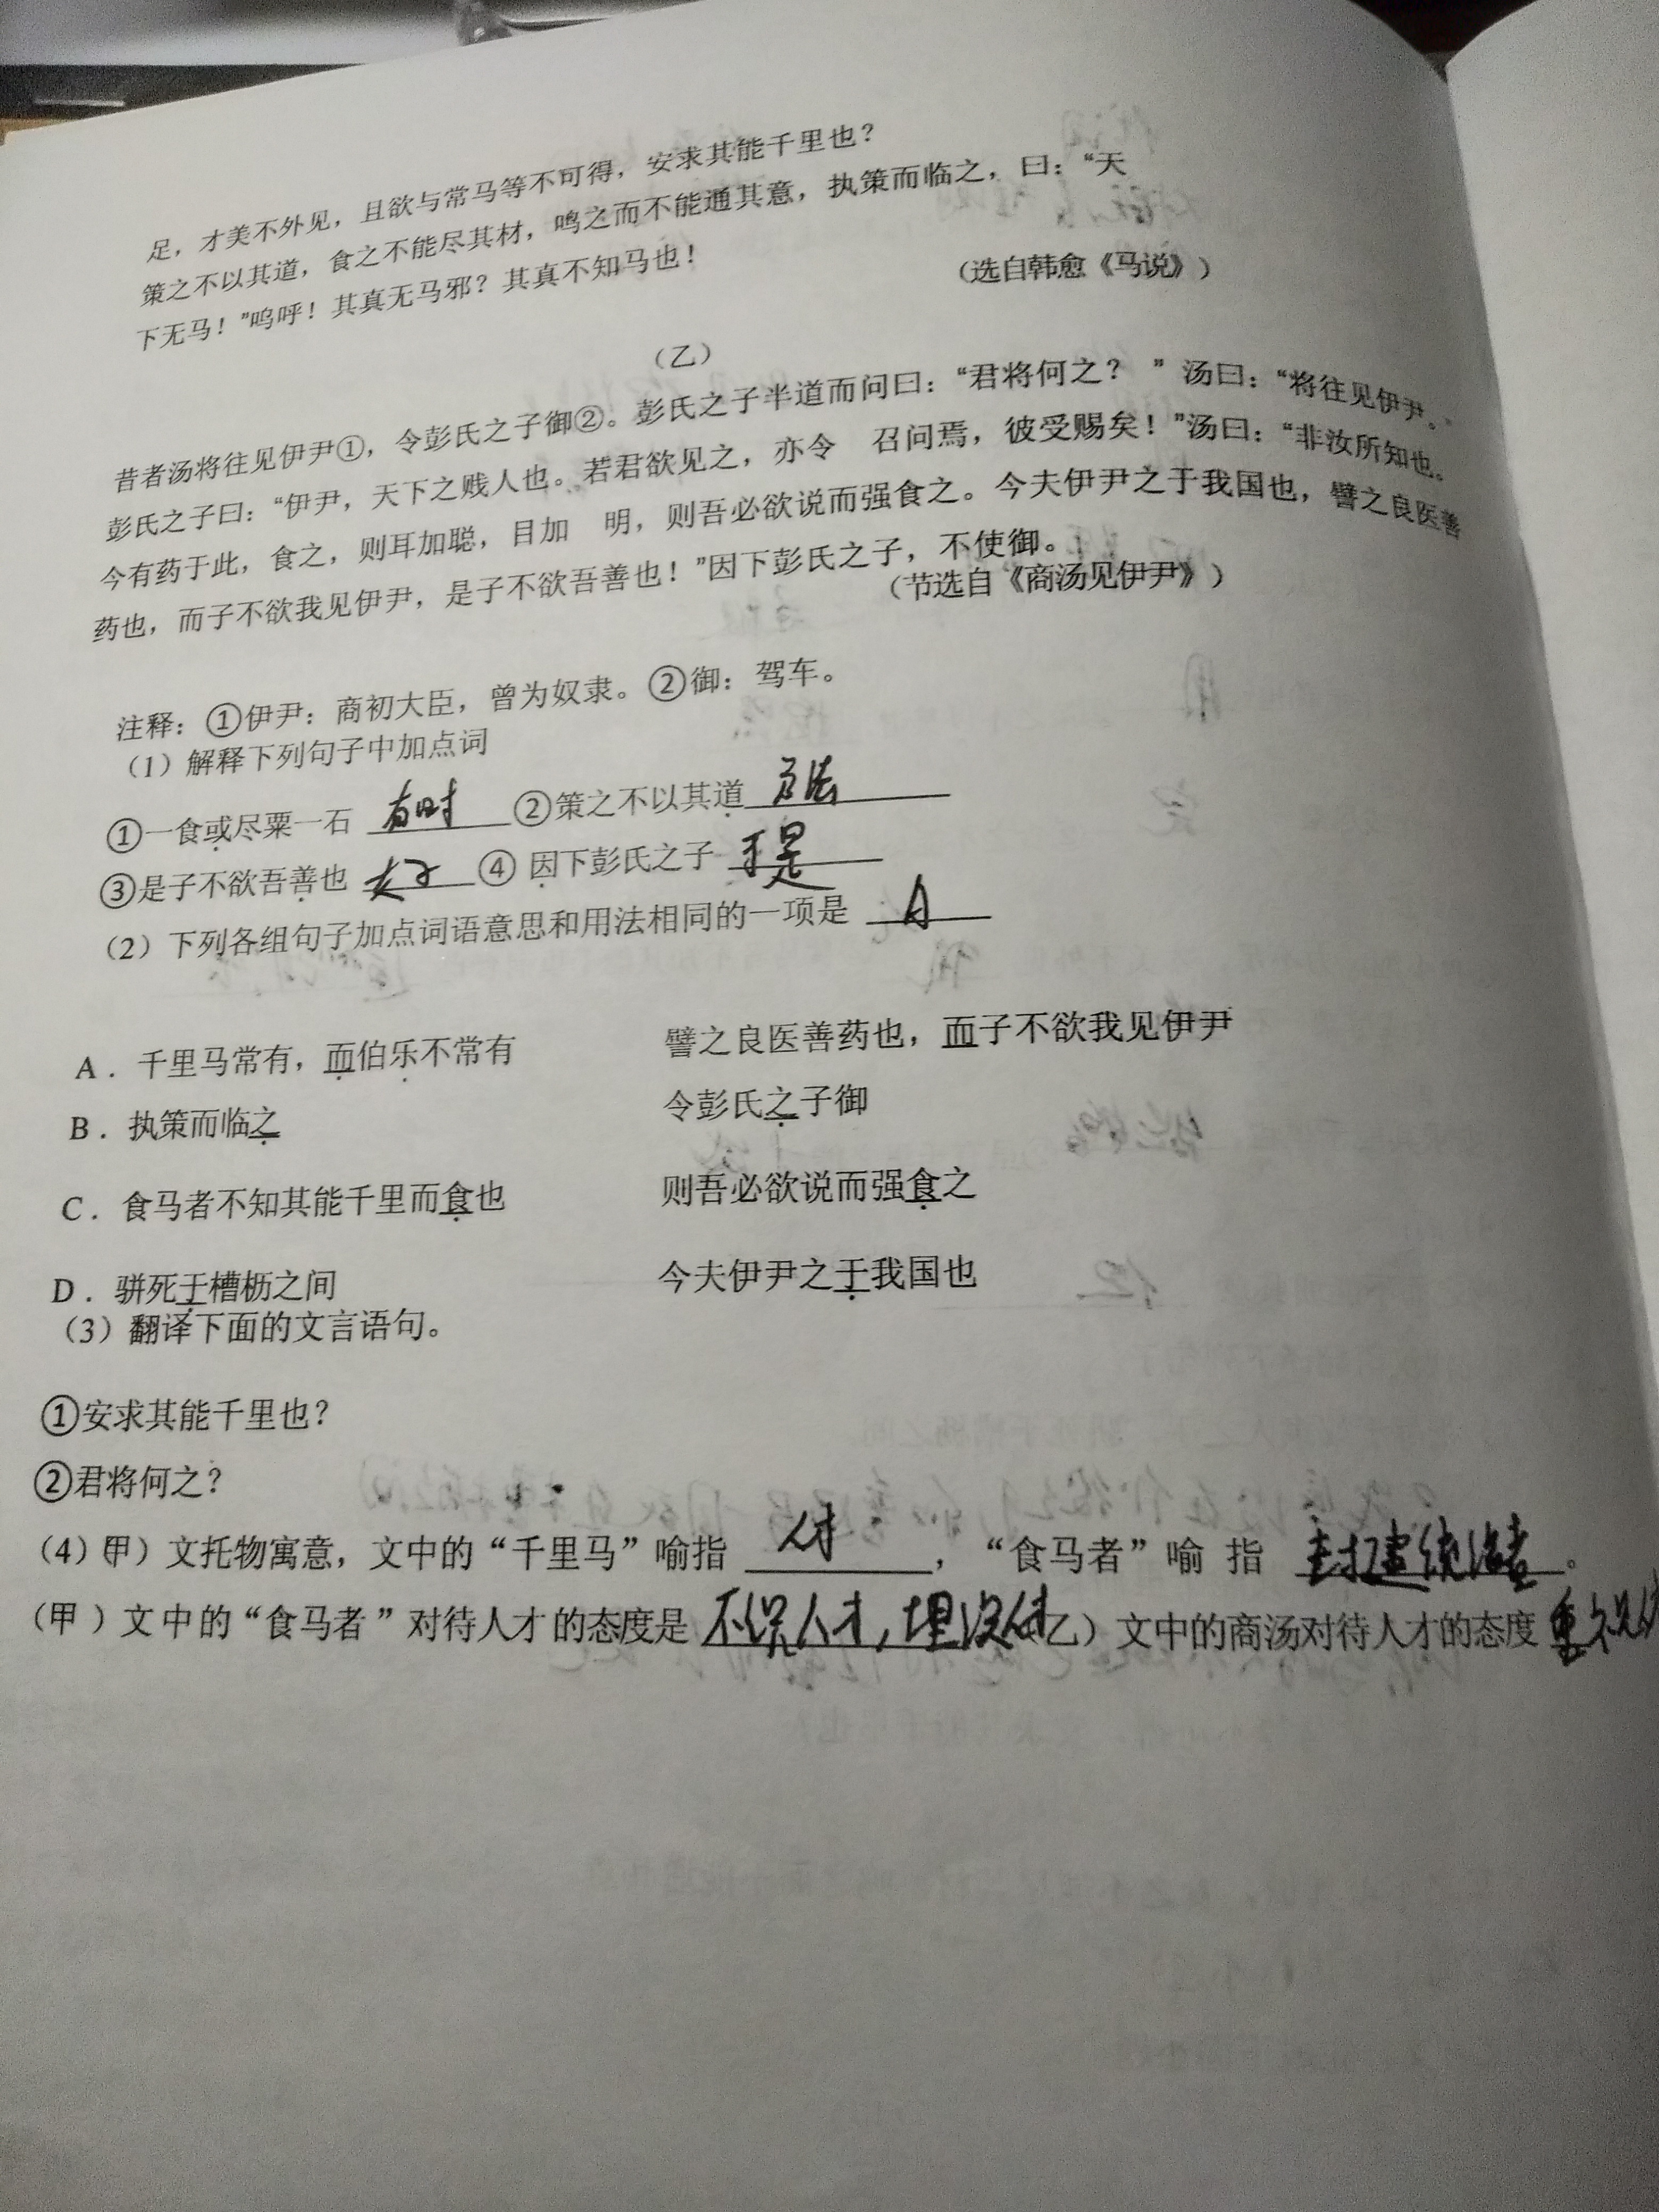 足，才美不外见，且欲与常马等不可得，安求其能千里也？
策之不以其道，食之不能尽其材，鸣之而不能通其意，执策而临之，曰：“天
下无马！”呜呼！其真无马邪？其真不知马也！
（选自韩愈《马说》）
（乙）
昔者汤将往见伊尹①，令彭氏之子御②。彭氏之子半道而问曰：“君将何之？ ”汤曰：“将往见伊尹。”
彭氏之子曰：“伊尹，天下之贱人也。若君欲见之，亦令 召问焉，彼受赐矣！”汤曰：“非汝所知也。
今有药于此，食之，则耳加聪，目加 明，则吾必欲说而强食之。今夫伊尹之于我国也，譬之良医善
药也，而子不欲我见伊尹，是子不欲吾善也！”因下彭氏之子，不使御。
（节选自《商汤见伊尹》）
注释：①伊尹：商初大臣，曾为奴隶。②御：驾车。
（1）解释下列句子中加点词
①一食或尽粟一石 有时 ②策之不以其道 方法
③是子不欲吾善也 ④ 因下彭氏之子 于是
（2）下列各组句子加点词语意思和用法相同的一项是 A
A．千里马常有，而伯乐不常有 譬之良医善药也，而子不欲我见伊尹
B．执策而临之 令彭氏之子御
C．食马者不知其能千里而食也 则吾必欲说而强食之
D．骈死于槽枥之间 今夫伊尹之于我国也
（3）翻译下面的文言语句。
①安求其能千里也？
②君将何之？
（4）（甲）文托物寓意，文中的“千里马”喻指 人才 ，“食马者”喻 指 封建统治者 。
（甲 ）文中的“食马者 ”对待人才的态度是 不识人才，埋没人才 乙）文中的商汤对待人才的态度